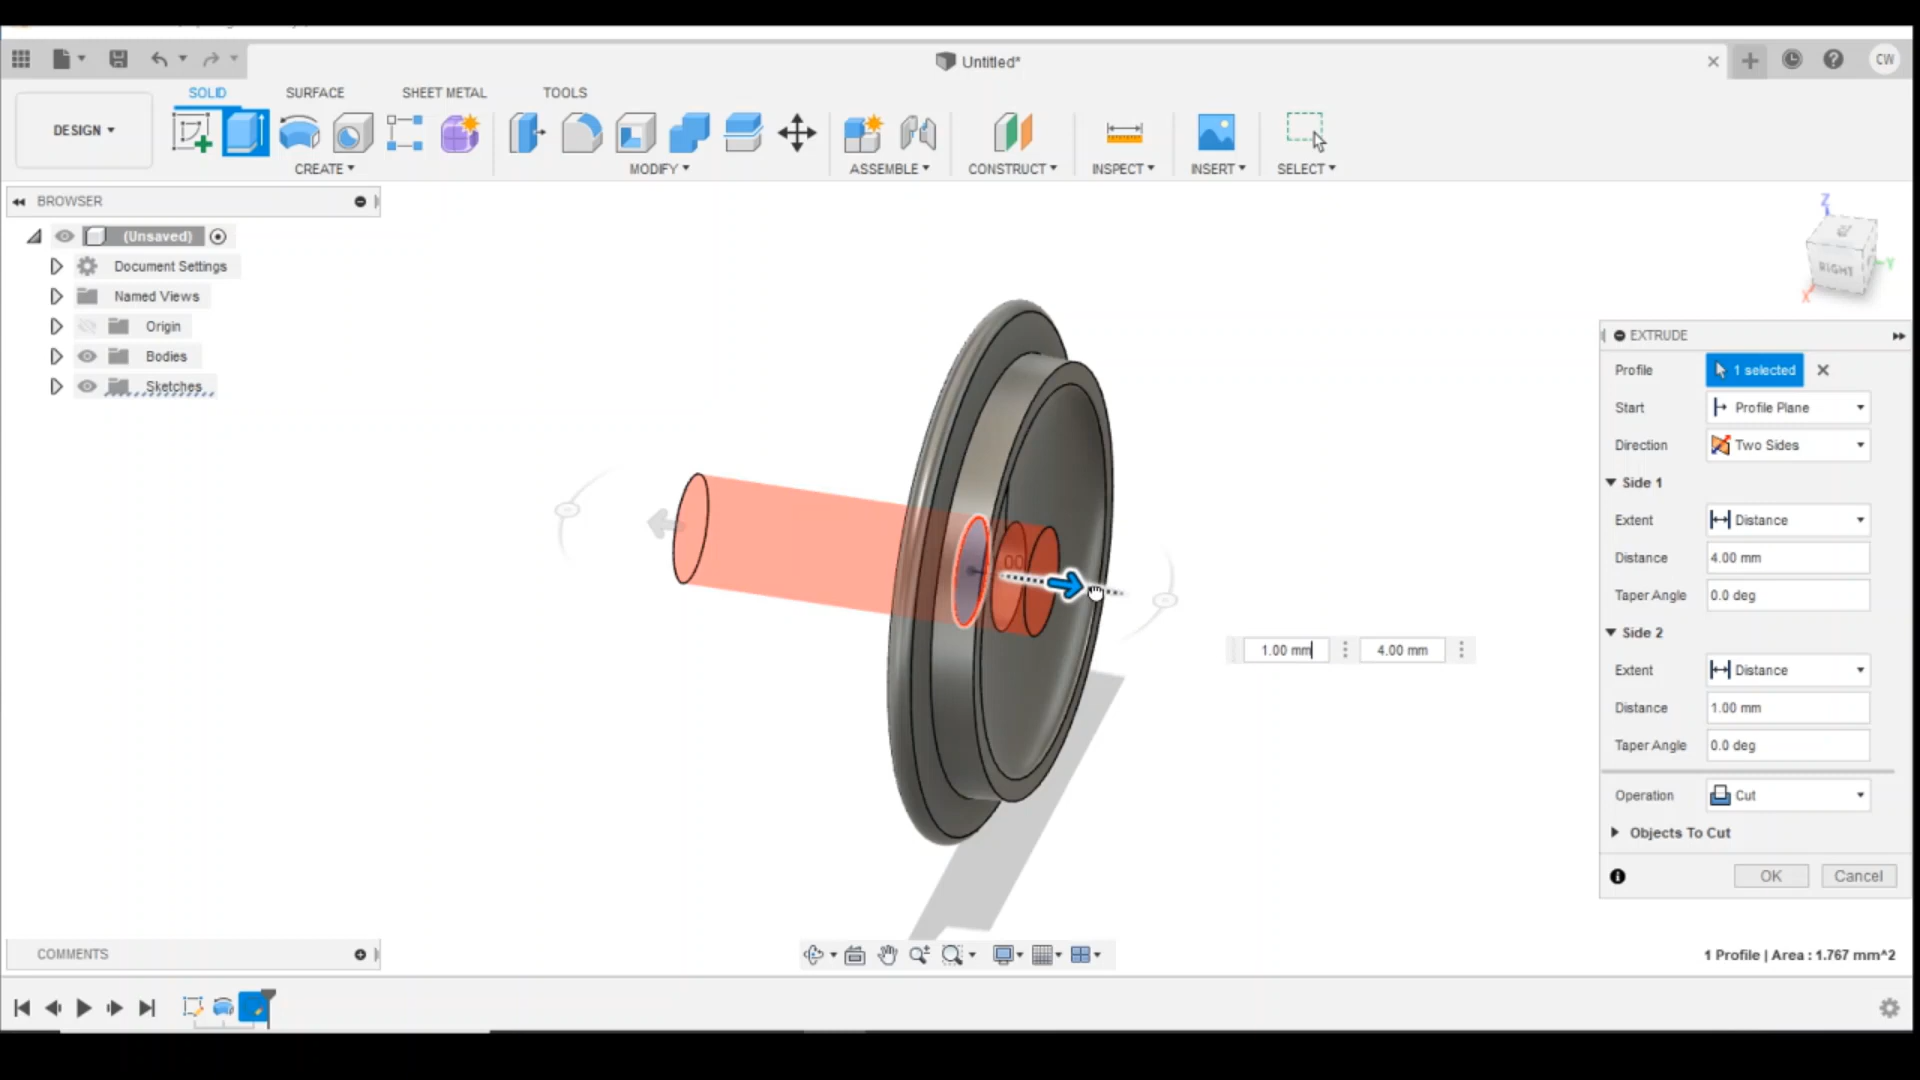 Untitled*
CW
SOLID
SURFACE
SHEET METAL
TOOLS
DESIGN
CREATE
MODIFY
ASSEMBLE
CONSTRUCT
INSPECT
INSERT
SELECT
BROWSER
(Unsaved)
Document Settings
Named Views
Origin
Bodies
Sketches
Z
RIGHT
Y
X
EXTRUDE
Profile 1 selected
Start Profile Plane
Direction Two Sides
Side 1
Extent Distance
Distance 4.00 mm
Taper Angle 0.0 deg
Side 2
Extent Distance
Distance 1.00 mm
Taper Angle 0.0 deg
Operation Cut
Objects To Cut
OK Cancel
1.00 mm 4.00 mm
COMMENTS
1 Profile | Area : 1.767 mm^2